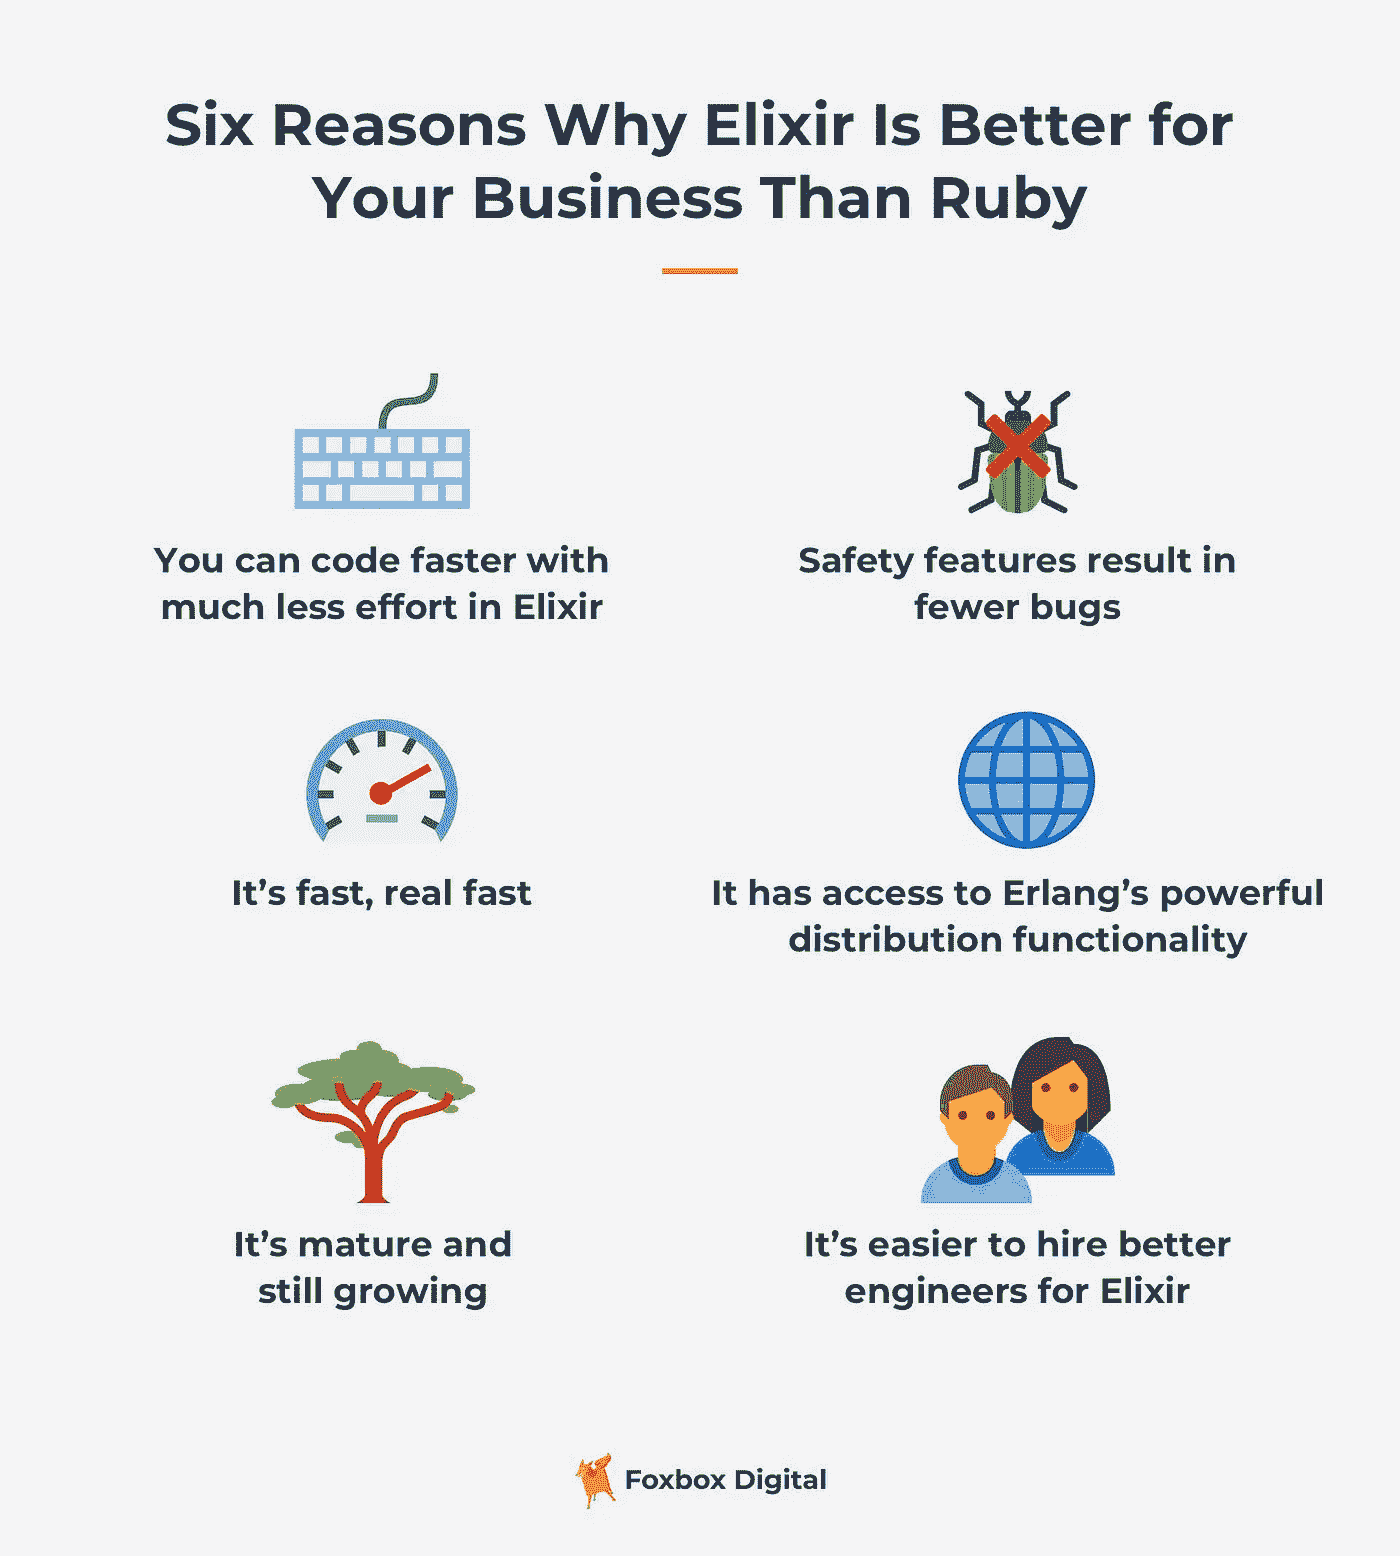 Six Reasons Why Elixir Is Better for
Your Business Than Ruby
You can code faster with
much less effort in Elixir
Safety features result in
fewer bugs
It’s fast, real fast
It has access to Erlang’s powerful
distribution functionality
It’s mature and
still growing
It’s easier to hire better
engineers for Elixir
Foxbox Digital